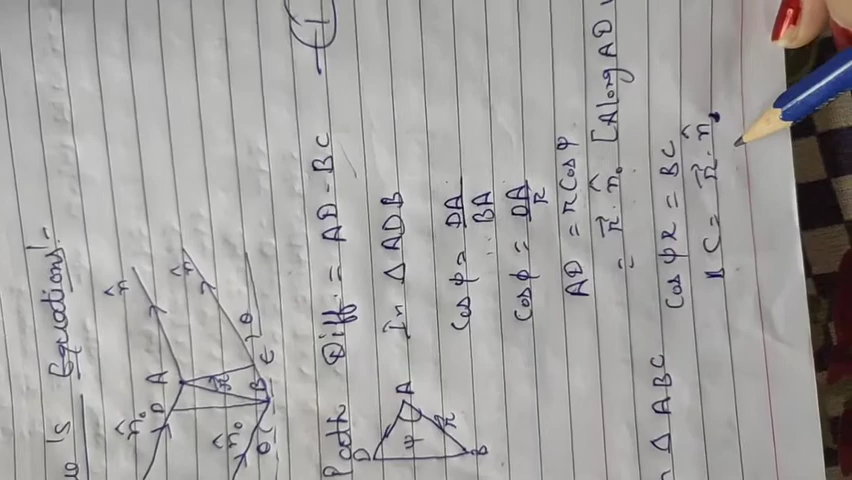 Equations:-
n̂₀ D A n̂
n̂₀ r n̂
θ B C θ
Path Diff. = AD - BC —(1)
D A In Δ ADB
ψ r
B
Cos φ = DA/BA
Cos φ = DA/r
AD = r Cos φ
= r⃗ . n̂₀ [Along AD
Δ ABC
Cos φ r = BC
BC = r⃗ . n̂